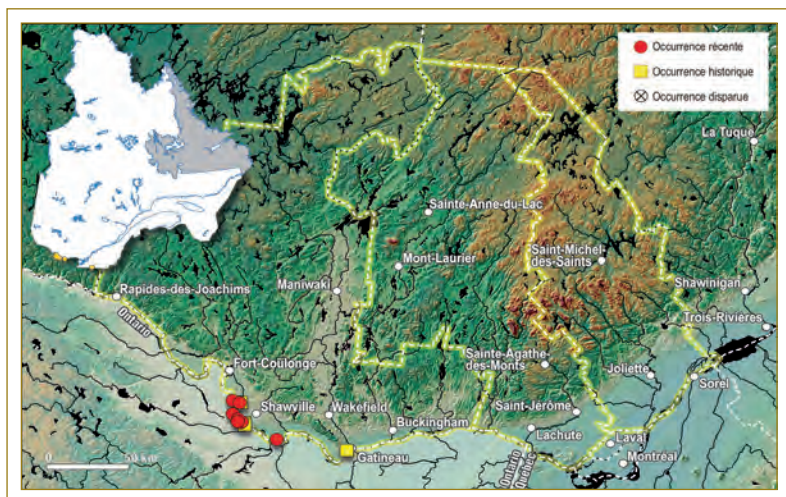 Occurrence récente
Occurrence historique
Occurrence disparue
La Tuque
Sainte-Anne-du-Lac
Saint-Michel-
des-Saints
Mont-Laurier
Maniwaki
Rapides-des-Joachims
Shawinigan
Trois-Rivières
Ontario
Fort-Coulonge
Sainte-Agathe-
des-Monts
Joliette
Sorel
Shawville
Wakefield
Buckingham
Saint-Jérôme
Lachute
Laval
Gatineau
Montréal
Ontario
Québec
0 50 km